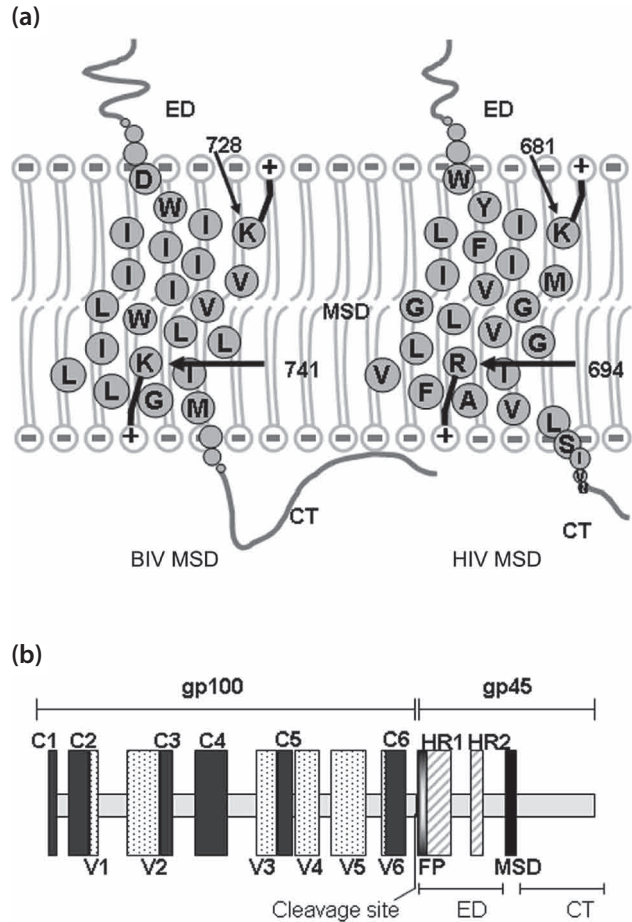 (a)
ED ED
728 681
+ +
D W
W Y
I I I K L F I K
I I I V I V I M
L W V MSD G L G
I L L L V G
K 741 R 694
L L G T M V F A T V L
S
I
V
+ +
CT CT
BIV MSD HIV MSD
(b)
gp100 gp45
C1 C2 C3 C4 C5 C6 HR1 HR2
V1 V2 V3 V4 V5 V6 FP MSD
Cleavage site ED CT